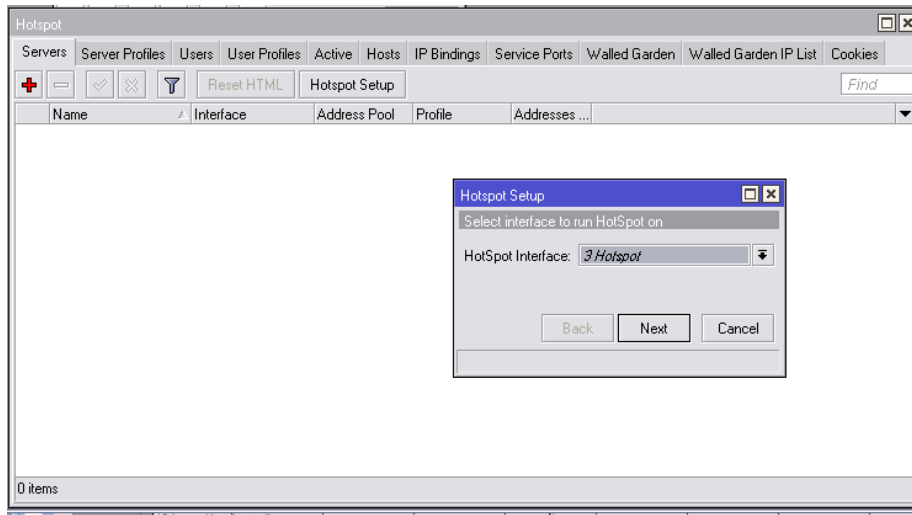 Hotspot
Servers Server Profiles Users User Profiles Active Hosts IP Bindings Service Ports Walled Garden Walled Garden IP List Cookies
Reset HTML Hotspot Setup Find
Name Interface Address Pool Profile Addresses ...
Hotspot Setup
Select interface to run HotSpot on
HotSpot Interface: 3 Hotspot
Back Next Cancel
0 items